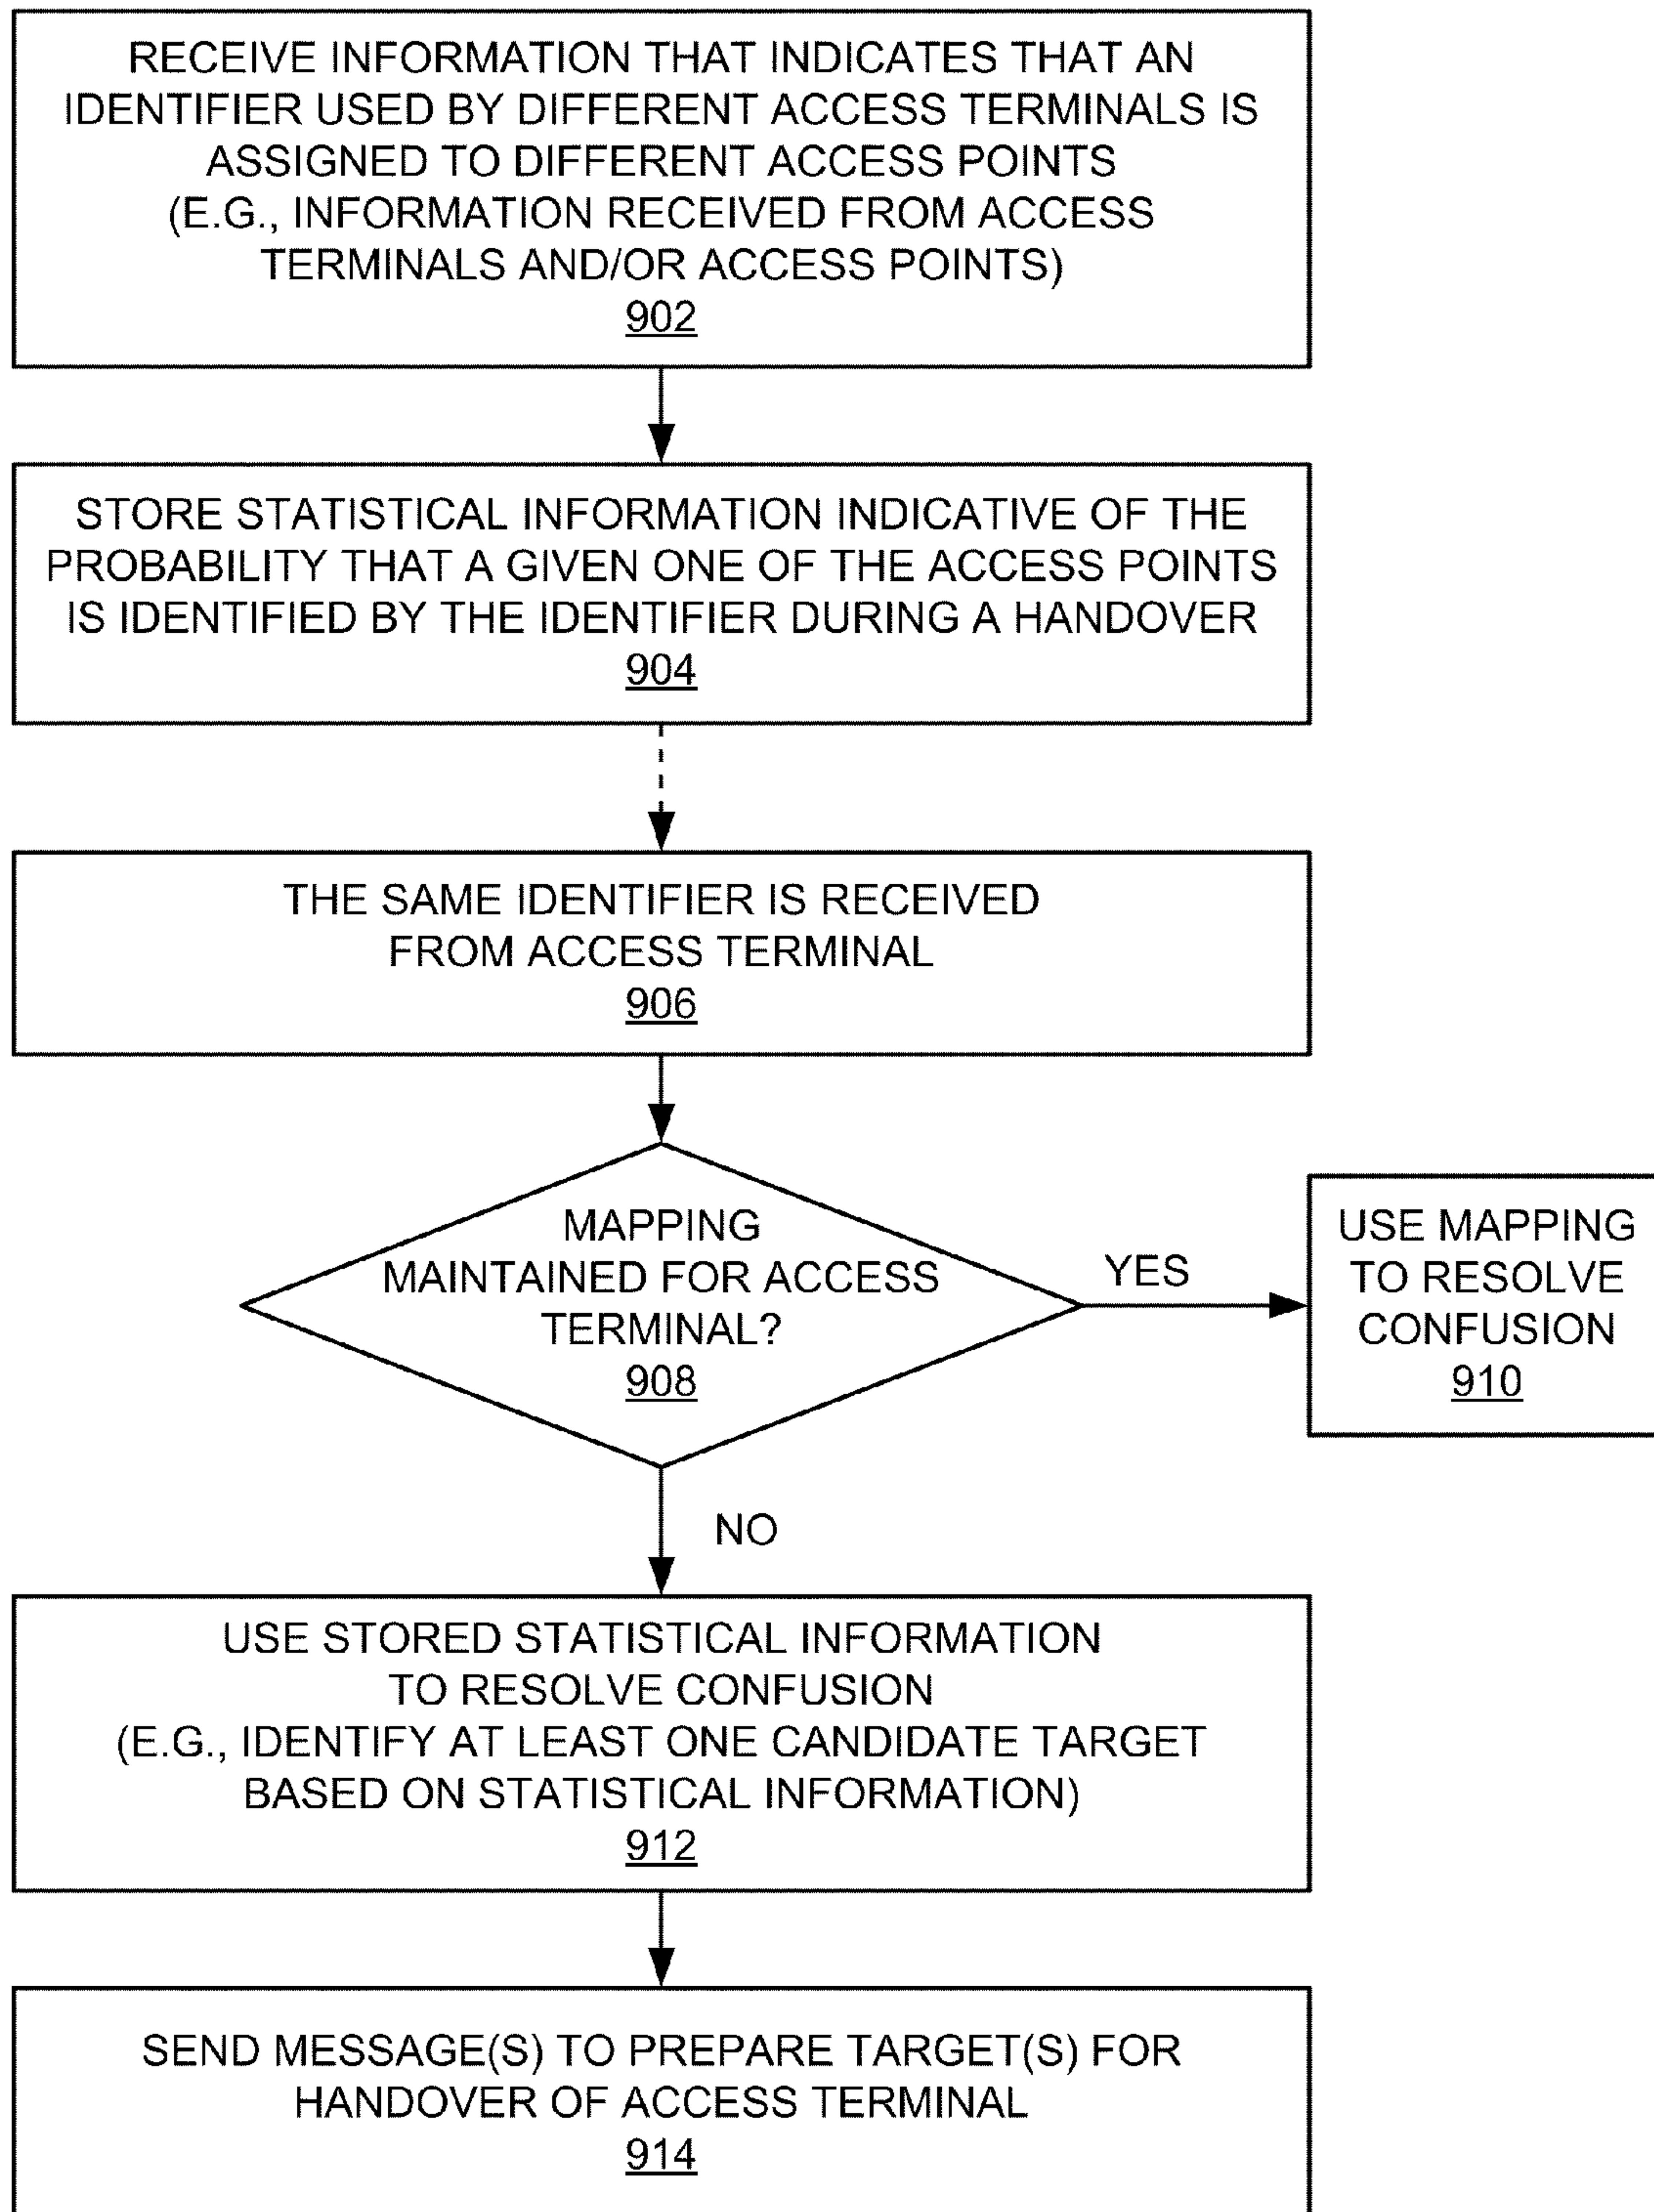 RECEIVE INFORMATION THAT INDICATES THAT AN
IDENTIFIER USED BY DIFFERENT ACCESS TERMINALS IS
ASSIGNED TO DIFFERENT ACCESS POINTS
(E.G., INFORMATION RECEIVED FROM ACCESS
TERMINALS AND/OR ACCESS POINTS)
902
STORE STATISTICAL INFORMATION INDICATIVE OF THE
PROBABILITY THAT A GIVEN ONE OF THE ACCESS POINTS
IS IDENTIFIED BY THE IDENTIFIER DURING A HANDOVER
904
THE SAME IDENTIFIER IS RECEIVED
FROM ACCESS TERMINAL
906
MAPPING
MAINTAINED FOR ACCESS
TERMINAL?
908
YES
USE MAPPING
TO RESOLVE
CONFUSION
910
NO
USE STORED STATISTICAL INFORMATION
TO RESOLVE CONFUSION
(E.G., IDENTIFY AT LEAST ONE CANDIDATE TARGET
BASED ON STATISTICAL INFORMATION)
912
SEND MESSAGE(S) TO PREPARE TARGET(S) FOR
HANDOVER OF ACCESS TERMINAL
914